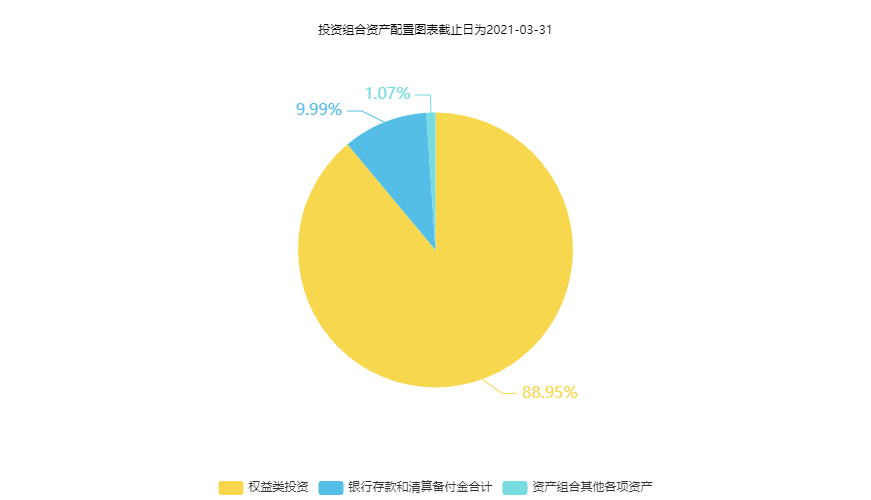 投资组合资产配置图表截止日为2021-03-31
1.07%
9.99%
88.95%
权益类投资 银行存款和清算备付金合计 资产组合其他各项资产